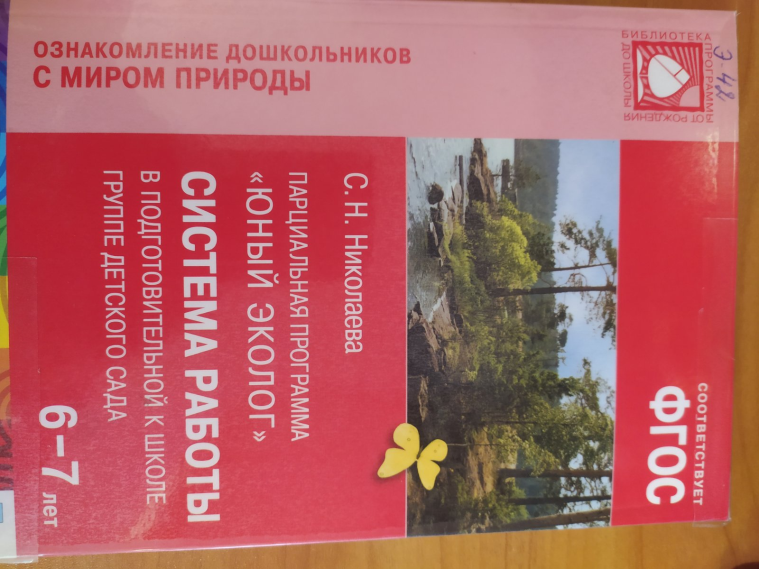 ОЗНАКОМЛЕНИЕ ДОШКОЛЬНИКОВ
С МИРОМ ПРИРОДЫ
БИБЛИОТЕКА
ПРОГРАММЫ
ОТ РОЖДЕНИЯ
ДО ШКОЛЫ
Э-42
С. Н. Николаева
ПАРЦИАЛЬНАЯ ПРОГРАММА
«ЮНЫЙ ЭКОЛОГ»
СИСТЕМА РАБОТЫ
В ПОДГОТОВИТЕЛЬНОЙ К ШКОЛЕ
ГРУППЕ ДЕТСКОГО САДА
6–7 лет
СООТВЕТСТВУЕТ
ФГОС